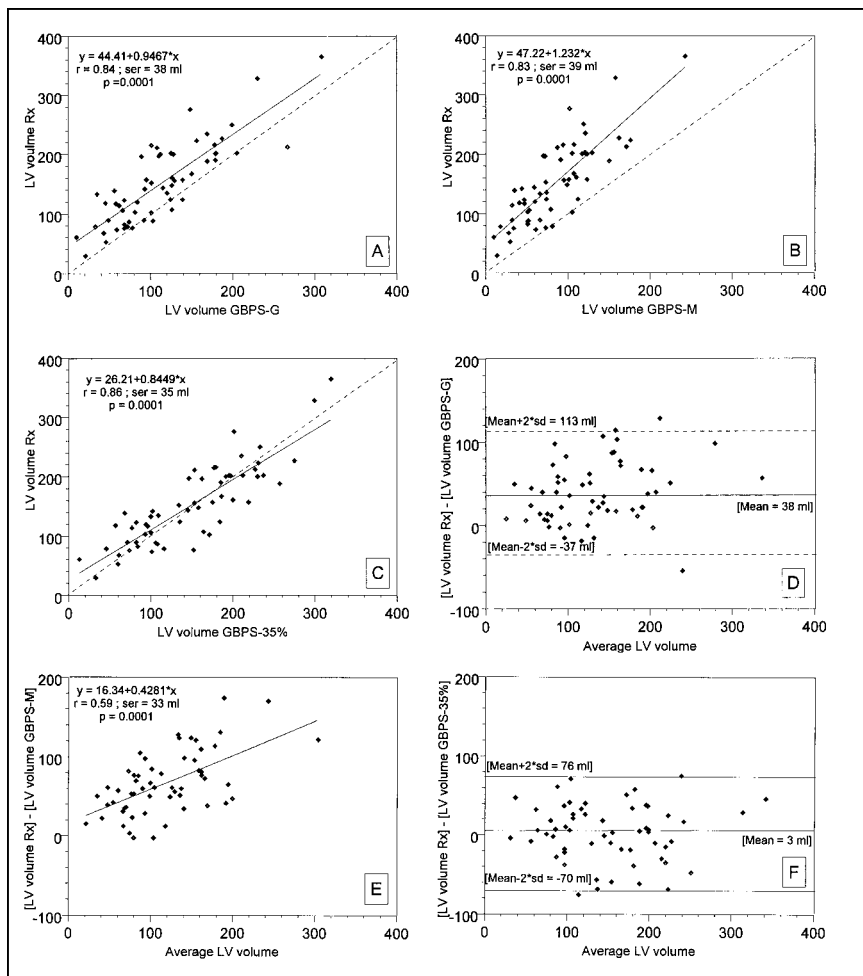 400
300
200
100
0
LV voulme Rx
y = 44.41+0.9467*x
r = 0.84 ; ser = 38 ml
p =0.0001
A
0 100 200 300 400
LV volume GBPS-G
400
300
200
100
0
LV volume Rx
y = 47.22+1.232*x
r = 0.83 ; ser = 39 ml
p = 0.0001
B
0 100 200 300 400
LV volume GBPS-M
400
300
200
100
0
LV volume Rx
y = 26.21+0.8449*x
r = 0.86 ; ser = 35 ml
p = 0.0001
C
0 100 200 300 400
LV volume GBPS-35%
200
100
0
-100
[LV volume Rx] - [LV volume GBPS-G]
[Mean+2*sd = 113 ml]
[Mean = 38 ml]
[Mean-2*sd = -37 ml]
D
0 100 200 300 400
Average LV volume
200
100
0
-100
[LV volume Rx] - [LV volume GBPS-M]
y = 16.34+0.4281*x
r = 0.59 ; ser = 33 ml
p = 0.0001
E
0 100 200 300 400
Average LV volume
200
100
0
-100
[LV volume Rx] - [LV volume GBPS-35%]
[Mean+2*sd = 76 ml]
[Mean = 3 ml]
[Mean-2*sd = -70 ml]
F
0 100 200 300 400
Average LV volume